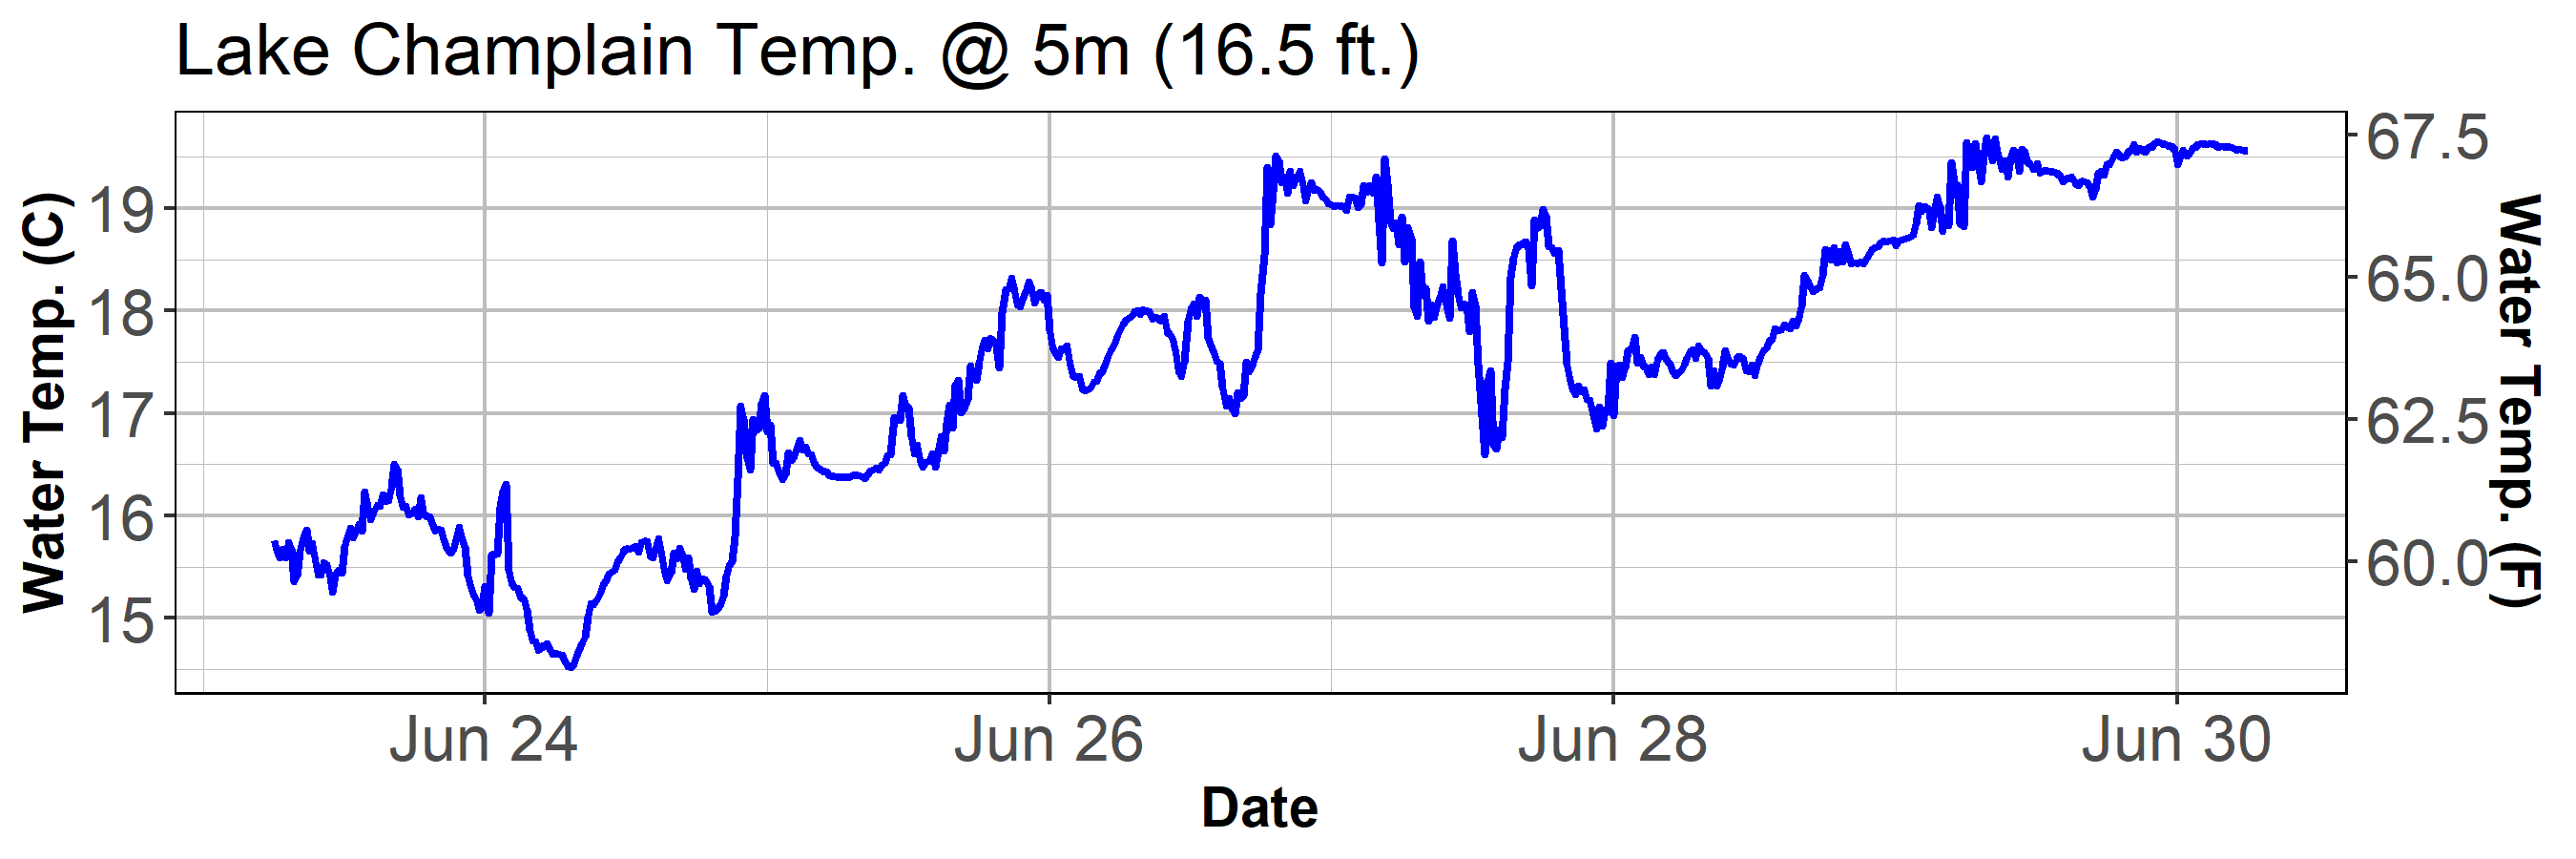 Lake Champlain Temp. @ 5m (16.5 ft.)
Water Temp. (C)
19
18
17
16
15
67.5
65.0
62.5
60.0
Water Temp. (F)
Jun 24
Jun 26
Jun 28
Jun 30
Date